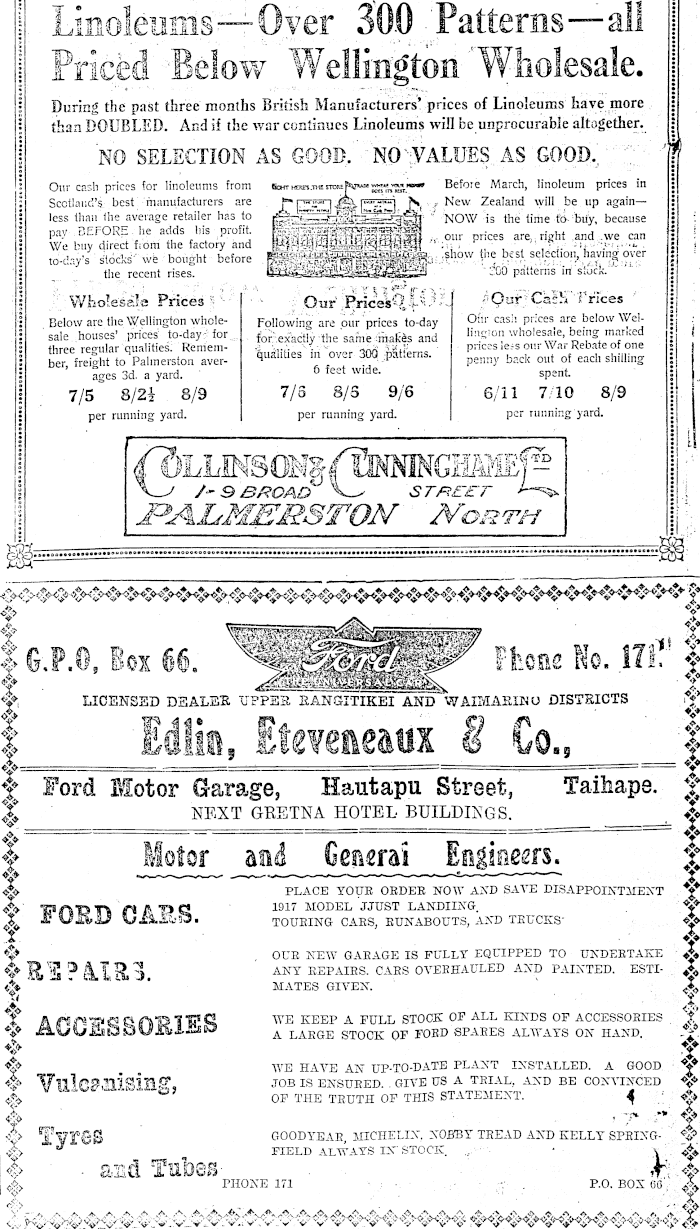 Linoleums—Over 300 Patterns—all
Priced Below Wellington Wholesale.
During the past three months British Manufacturers' prices of Linoleums have more
than DOUBLED. And if the war continues Linoleums will be unprocurable altogether.
NO SELECTION AS GOOD. NO VALUES AS GOOD.
Our cash prices for linoleums from
Scotland's best manufacturers are
less than the average retailer has to
pay BEFORE he adds his profit.
We buy direct from the factory and
to-day's stocks we bought before
the recent rises.
RIGHT HERE'S THE STORE TO TRADE WHERE YOUR MONEY
DOES ITS BEST.
Before March, linoleum prices in
New Zealand will be up again—
NOW is the time to buy, because
our prices are right and we can
show the best selection, having over
300 patterns in stock.
Wholesale Prices
Below are the Wellington whole-
sale houses' prices to-day for
three regular qualities. Remem-
ber, freight to Palmerston aver-
ages 3d. a yard.
7/5 8/2½ 8/9
per running yard.
Our Prices
Following are our prices to-day
for exactly the same makes and
qualities in over 300 patterns.
6 feet wide.
7/6 8/6 9/6
per running yard.
Our Cash Prices
Our cash prices are below Wel-
lington wholesale, being marked
prices less our War Rebate of one
penny back out of each shilling
spent.
6/11 7/10 8/9
per running yard.
COLLINSON & CUNNINGHAME LTD
1-9 BROAD STREET
PALMERSTON NORTH
G.P.O, Box 66.
Ford
Phone No. 171.
LICENSED DEALER UPPER RANGITIKEI AND WAIMARINO DISTRICTS
Edlin, Eteveneaux & Co.,
Ford Motor Garage, Hautapu Street, Taihape.
NEXT GRETNA HOTEL BUILDINGS.
Motor and General Engineers.
FORD CARS.
PLACE YOUR ORDER NOW AND SAVE DISAPPOINTMENT
1917 MODEL JJUST LANDIING.
TOURING CARS, RUNABOUTS, AND TRUCKS
REPAIRS.
OUR NEW GARAGE IS FULLY EQUIPPED TO UNDERTAKE
ANY REPAIRS. CARS OVERHAULED AND PAINTED. ESTI-
MATES GIVEN.
ACCESSORIES
WE KEEP A FULL STOCK OF ALL KINDS OF ACCESSORIES
A LARGE STOCK OF FORD SPARES ALWAYS ON HAND.
Vulcanising,
WE HAVE AN UP-TO-DATE PLANT INSTALLED. A GOOD
JOB IS ENSURED. GIVE US A TRIAL, AND BE CONVINCED
OF THE TRUTH OF THIS STATEMENT.
Tyres
and Tubes
GOODYEAR, MICHELIN. NOBBY TREAD AND KELLY SPRING-
FIELD ALWAYS IN STOCK.
PHONE 171 P.O. BOX 66